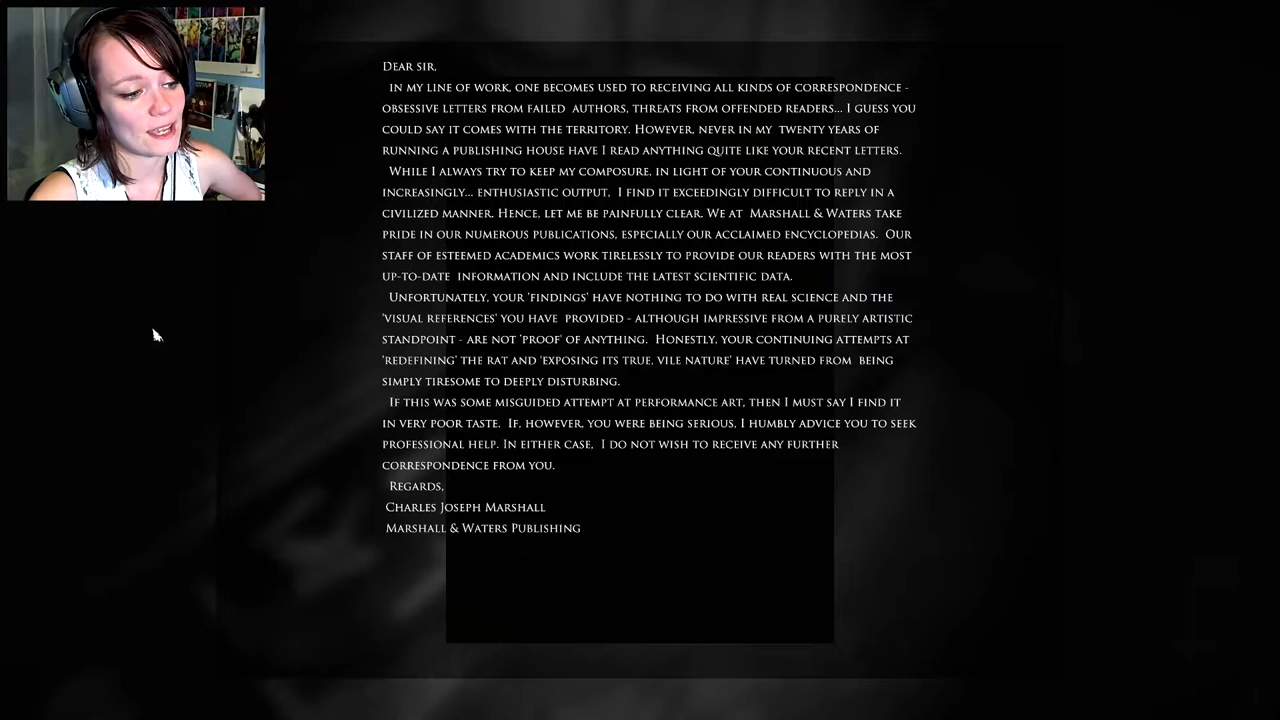 Dear sir,
in my line of work, one becomes used to receiving all kinds of correspondence -
obsessive letters from failed authors, threats from offended readers... I guess you
could say it comes with the territory. However, never in my twenty years of
running a publishing house have I read anything quite like your recent letters.
While I always try to keep my composure, in light of your continuous and
increasingly... enthusiastic output, I find it exceedingly difficult to reply in a
civilized manner. Hence, let me be painfully clear. We at Marshall & Waters take
pride in our numerous publications, especially our acclaimed encyclopedias. Our
staff of esteemed academics work tirelessly to provide our readers with the most
up-to-date information and include the latest scientific data.
Unfortunately, your 'findings' have nothing to do with real science and the
'visual references' you have provided - although impressive from a purely artistic
standpoint - are not 'proof' of anything. Honestly, your continuing attempts at
'redefining' the rat and 'exposing its true, vile nature' have turned from being
simply tiresome to deeply disturbing.
If this was some misguided attempt at performance art, then I must say I find it
in very poor taste. If, however, you were being serious, I humbly advice you to seek
professional help. In either case, I do not wish to receive any further
correspondence from you.
Regards,
Charles Joseph Marshall
Marshall & Waters Publishing